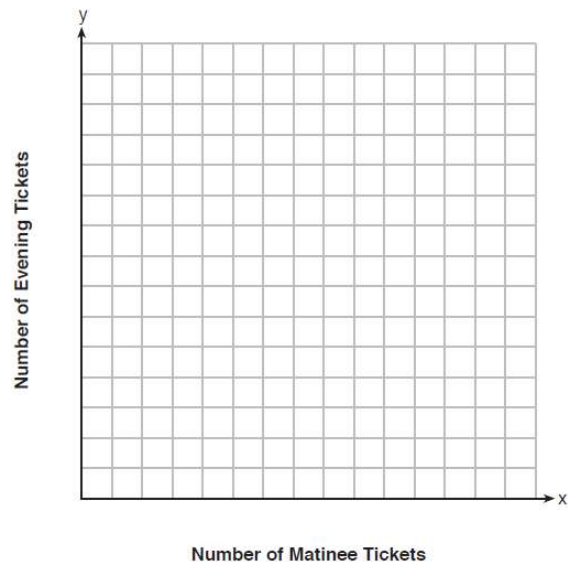 y
Number of Evening Tickets
x
Number of Matinee Tickets